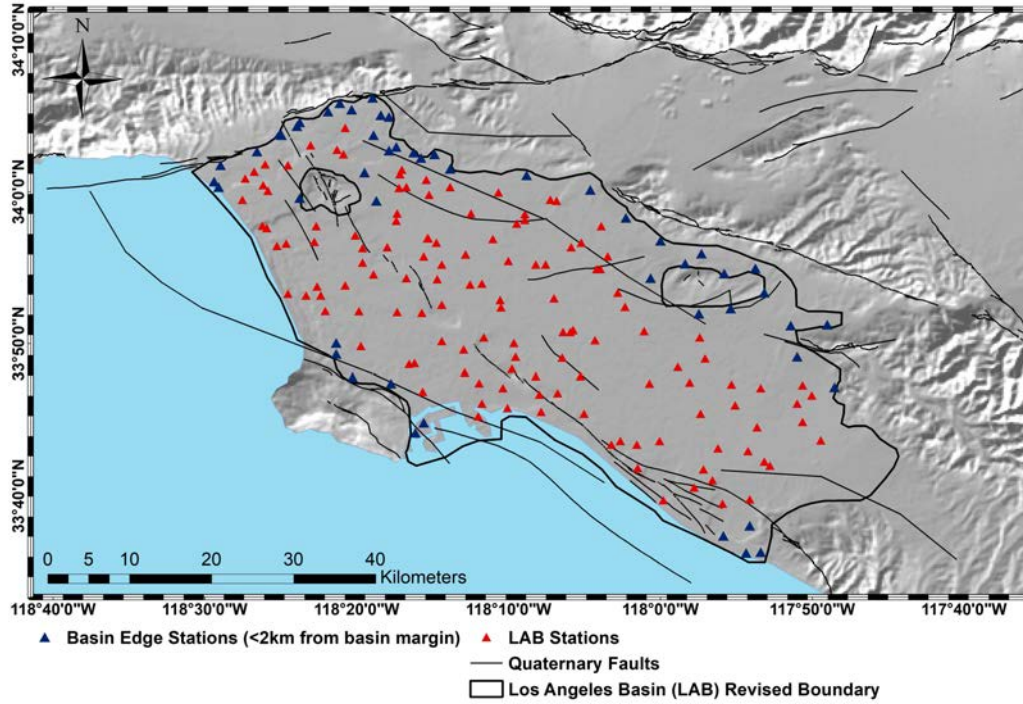 N
34°10'0"N
34°0'0"N
33°50'0"N
33°40'0"N
0 5 10 20 30 40
Kilometers
118°40'0"W 118°30'0"W 118°20'0"W 118°10'0"W 118°0'0"W 117°50'0"W 117°40'0"W
Basin Edge Stations (<2km from basin margin) LAB Stations
Quaternary Faults
Los Angeles Basin (LAB) Revised Boundary